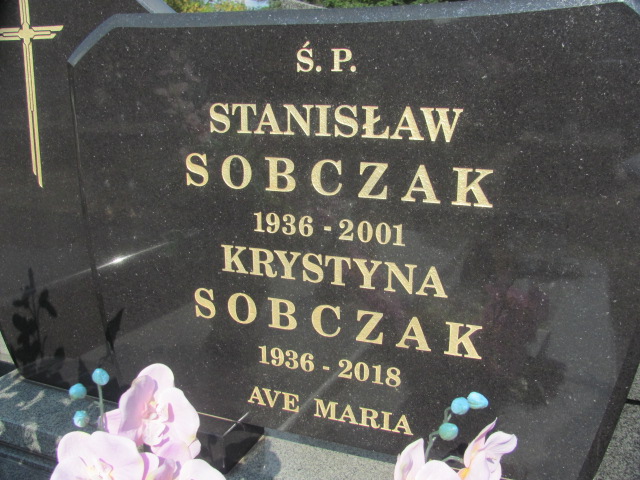 Ś. P.
STANISŁAW
SOBCZAK
1936 - 2001
KRYSTYNA
SOBCZAK
1936 - 2018
AVE MARIA